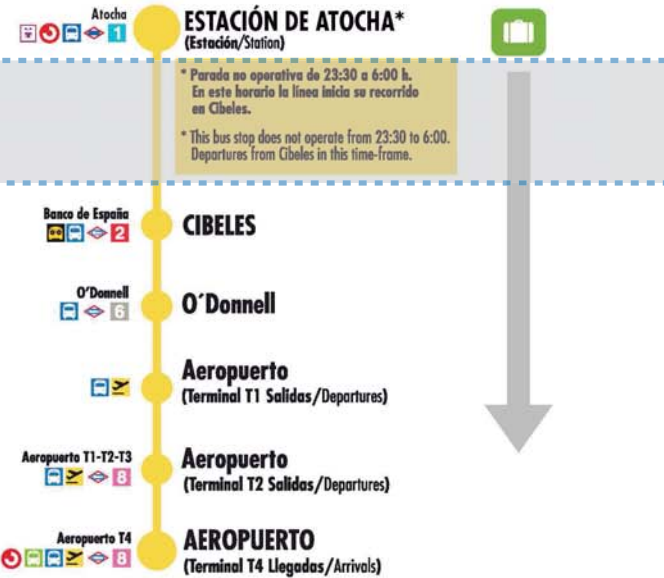 Atocha
1
ESTACIÓN DE ATOCHA*
(Estación/Station)
* Parada no operativa de 23:30 a 6:00 h.
En este horario la línea inicia su recorrido
en Cibeles.
* This bus stop does not operate from 23:30 to 6:00.
Departures from Cibeles in this time-frame.
Banco de España
2
CIBELES
O'Donnell
6
O´Donnell
Aeropuerto
(Terminal T1 Salidas/Departures)
Aeropuerto T1-T2-T3
8
Aeropuerto
(Terminal T2 Salidas/Departures)
Aeropuerto T4
8
AEROPUERTO
(Terminal T4 Llegadas/Arrivals)